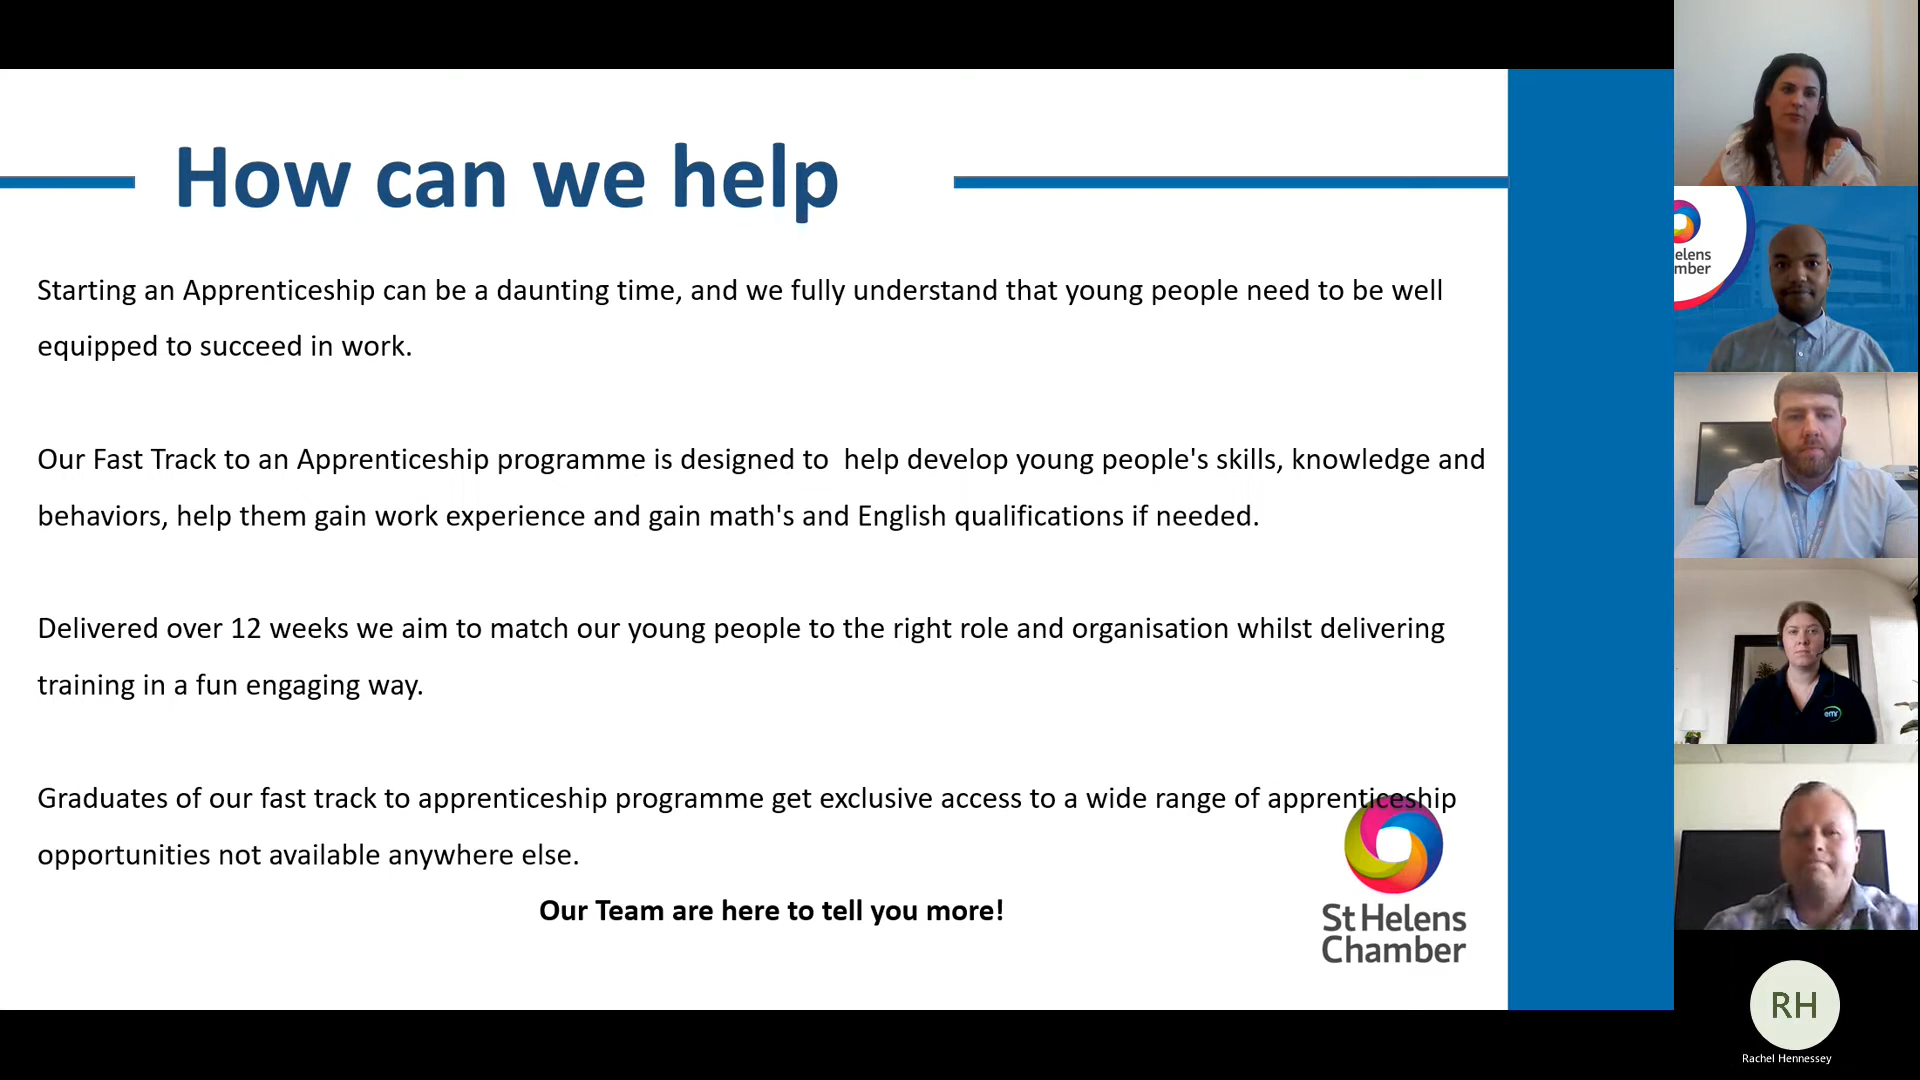 How can we help
Starting an Apprenticeship can be a daunting time, and we fully understand that young people need to be well
equipped to succeed in work.
Our Fast Track to an Apprenticeship programme is designed to  help develop young people's skills, knowledge and
behaviors, help them gain work experience and gain math's and English qualifications if needed.
Delivered over 12 weeks we aim to match our young people to the right role and organisation whilst delivering
training in a fun engaging way.
Graduates of our fast track to apprenticeship programme get exclusive access to a wide range of apprenticeship
opportunities not available anywhere else.
Our Team are here to tell you more!
St Helens
Chamber
elens
mber
emr
RH
Rachel Hennessey